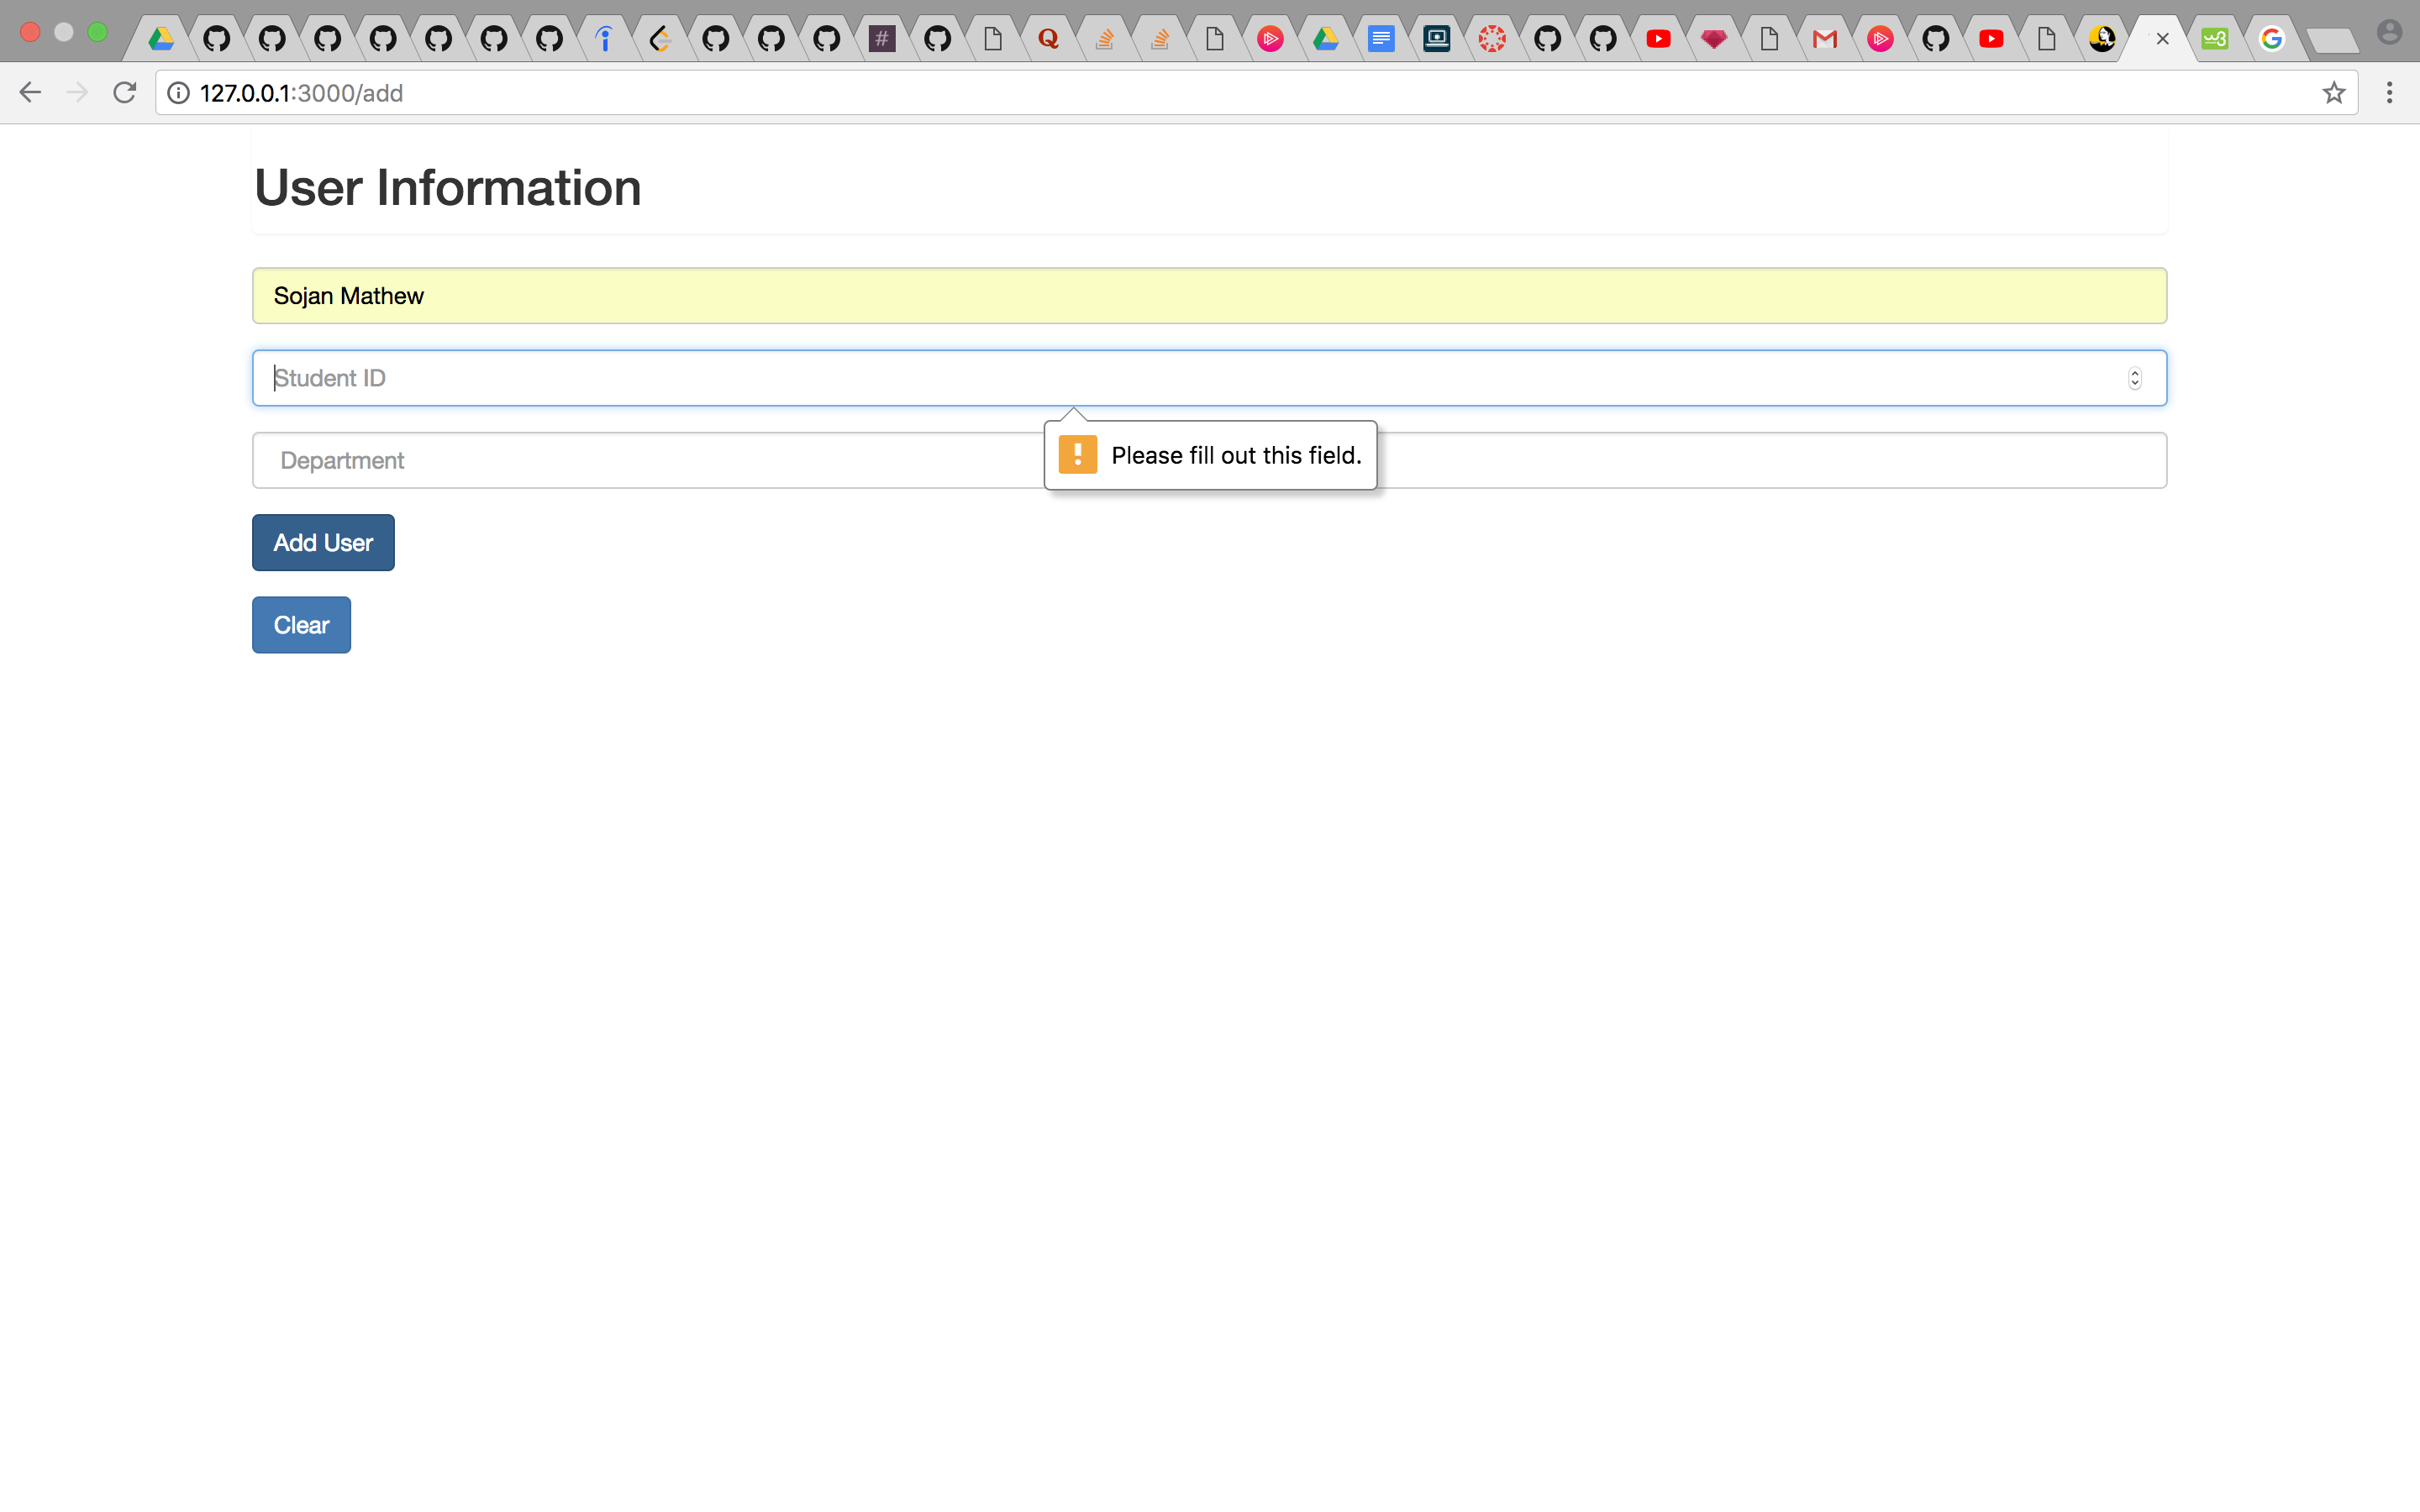 127.0.0.1:3000/add
User Information
Sojan Mathew
Student ID
Please fill out this field.
Department
Add User
Clear